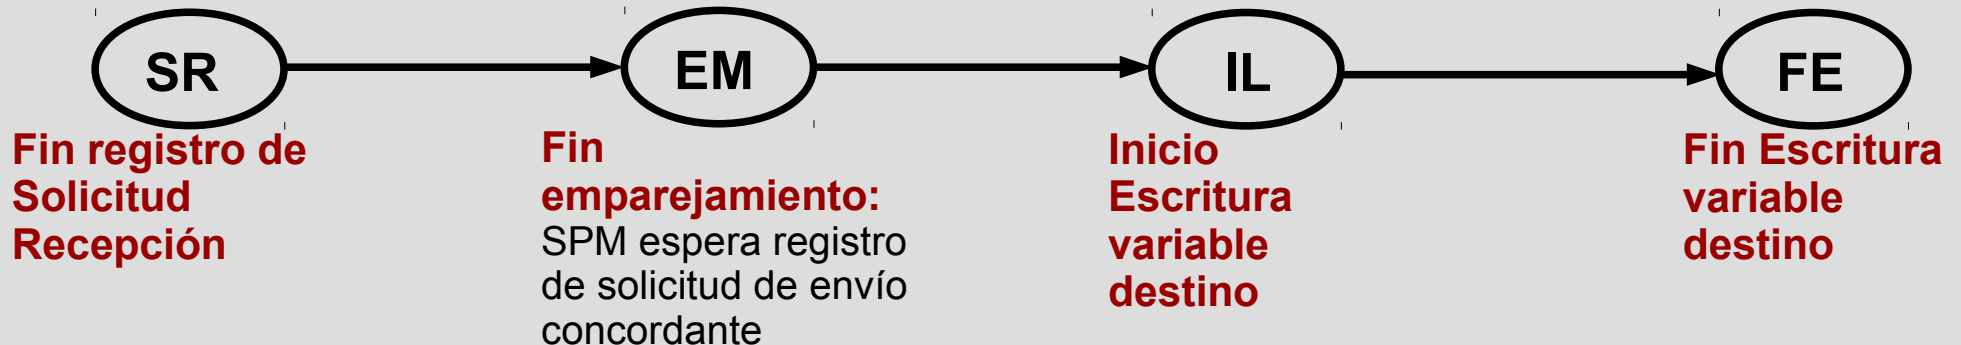 SR
EM
IL
FE
Fin registro de
Solicitud
Recepción
Fin
emparejamiento:
SPM espera registro
de solicitud de envío
concordante
Inicio
Escritura
variable
destino
Fin Escritura
variable
destino